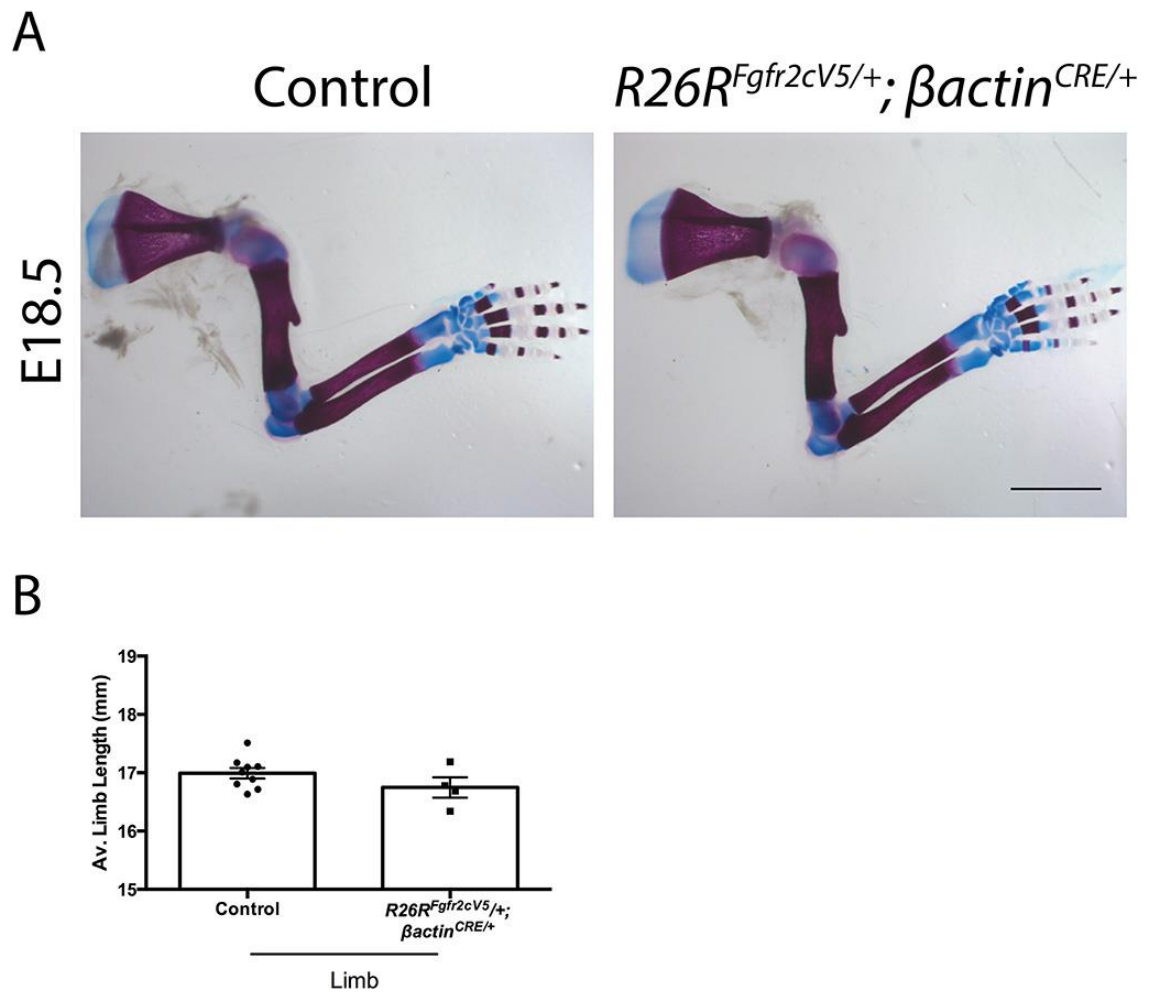 A
Control
R26R^Fgfr2cV5/+; βactin^CRE/+
E18.5
B
Av. Limb Length (mm)
19
18
17
16
15
Control
R26R^Fgfr2cV5/+;
βactin^CRE/+
Limb